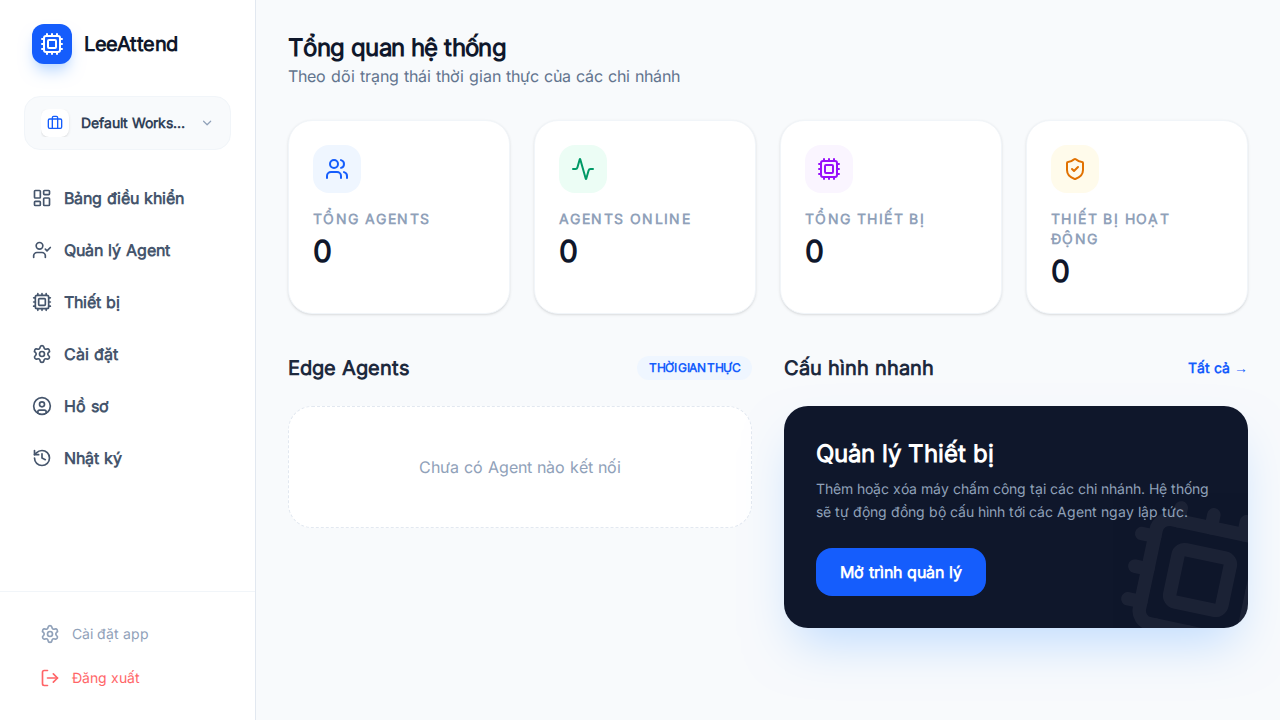 LeeAttend
Default Works...
Bảng điều khiển
Quản lý Agent
Thiết bị
Cài đặt
Hồ sơ
Nhật ký
Cài đặt app
Đăng xuất
Tổng quan hệ thống
Theo dõi trạng thái thời gian thực của các chi nhánh
TỔNG AGENTS
0
AGENTS ONLINE
0
TỔNG THIẾT BỊ
0
THIẾT BỊ HOẠT
ĐỘNG
0
Edge Agents
THỜI GIAN THỰC
Chưa có Agent nào kết nối
Cấu hình nhanh
Tất cả →
Quản lý Thiết bị
Thêm hoặc xóa máy chấm công tại các chi nhánh. Hệ thống
sẽ tự động đồng bộ cấu hình tới các Agent ngay lập tức.
Mở trình quản lý